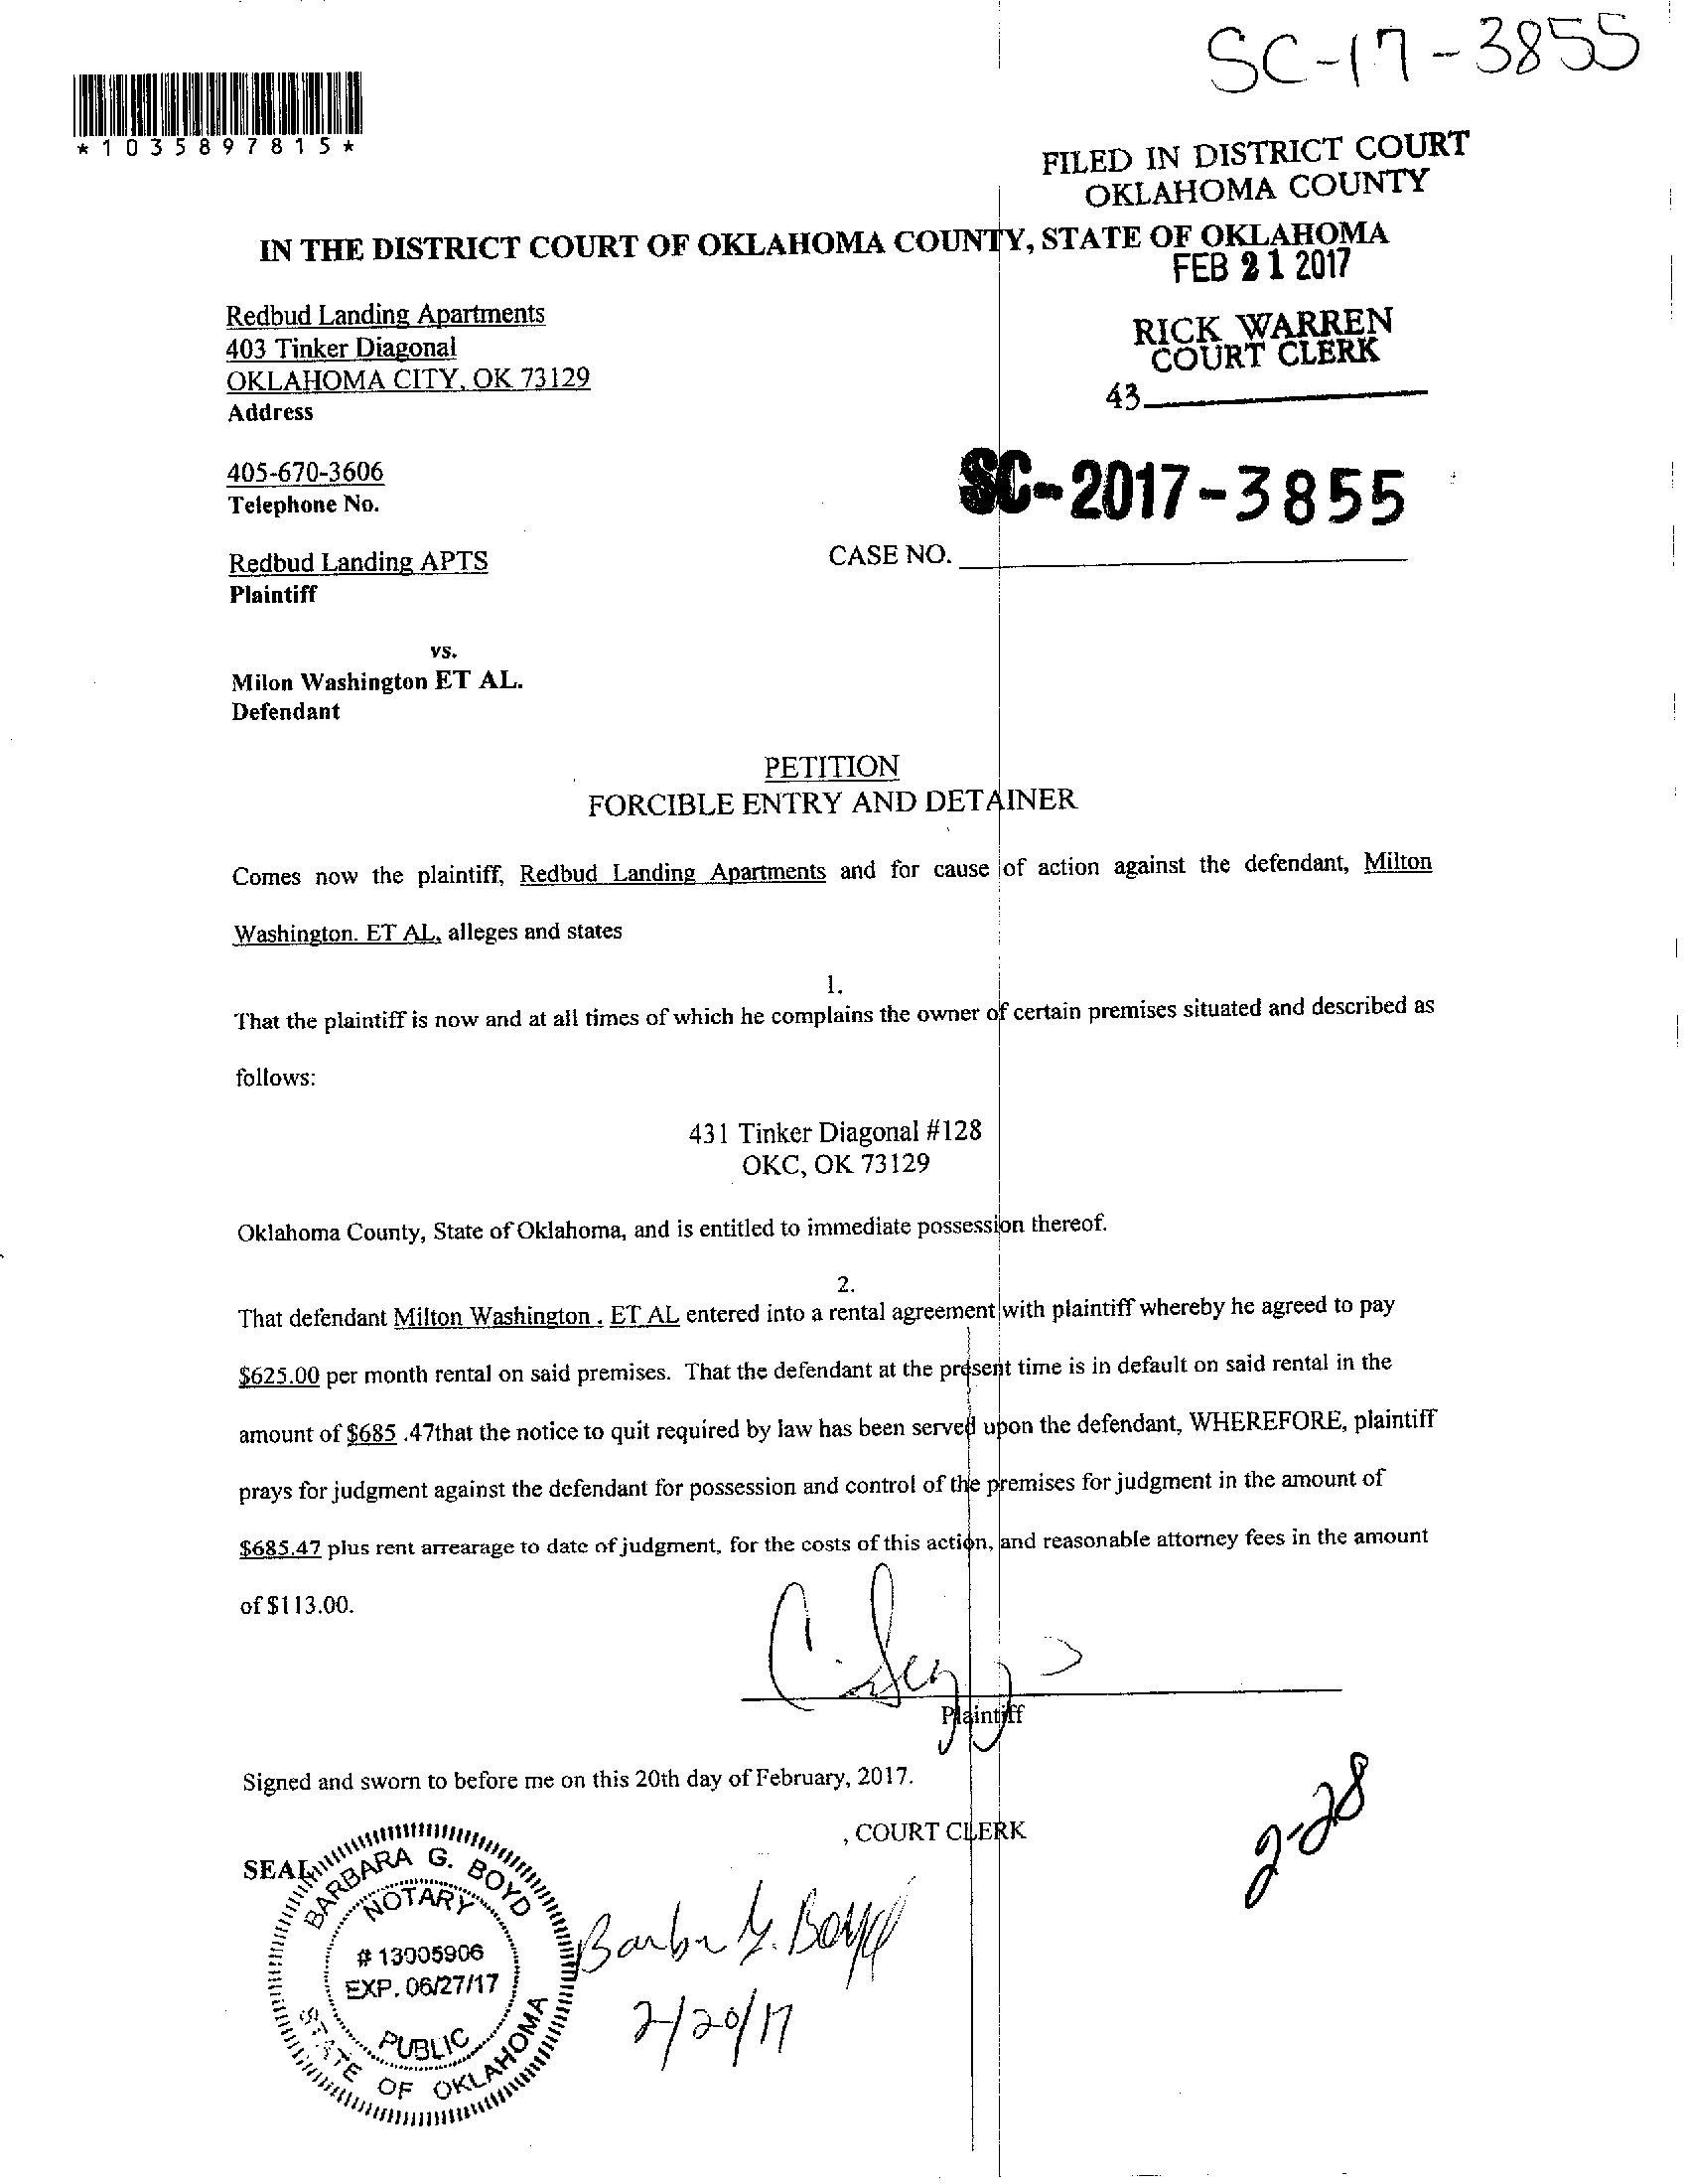 SC-17-3855
*1035897815*
FILED IN DISTRICT COURT
OKLAHOMA COUNTY
IN THE DISTRICT COURT OF OKLAHOMA COUNTY, STATE OF OKLAHOMA
FEB 21 2017
Redbud Landing Apartments
403 Tinker Diagonal
OKLAHOMA CITY, OK 73129
Address
RICK WARREN
COURT CLERK
43
405-670-3606
Telephone No.
SC-2017-3855
Redbud Landing APTS
CASE NO.
Plaintiff
vs.
Milon Washington ET AL.
Defendant
PETITION
FORCIBLE ENTRY AND DETAINER
Comes now the plaintiff, Redbud Landing Apartments and for cause of action against the defendant, Milton
Washington. ET AL, alleges and states
1.
That the plaintiff is now and at all times of which he complains the owner of certain premises situated and described as
follows:
431 Tinker Diagonal #128
OKC, OK 73129
Oklahoma County, State of Oklahoma, and is entitled to immediate possession thereof.
2.
That defendant Milton Washington . ET AL entered into a rental agreement with plaintiff whereby he agreed to pay
$625.00 per month rental on said premises. That the defendant at the present time is in default on said rental in the
amount of $685 .47that the notice to quit required by law has been served upon the defendant, WHEREFORE, plaintiff
prays for judgment against the defendant for possession and control of the premises for judgment in the amount of
$685.47 plus rent arrearage to date of judgment, for the costs of this action, and reasonable attorney fees in the amount
of $113.00.
Plaintiff
Signed and sworn to before me on this 20th day of February, 2017.
, COURT CLERK
2-28
SEAL
BARBARA G. BOYD
NOTARY
# 13005906
EXP. 06/27/17
PUBLIC
STATE OF OKLAHOMA
Barba G. Boyd
2/20/17